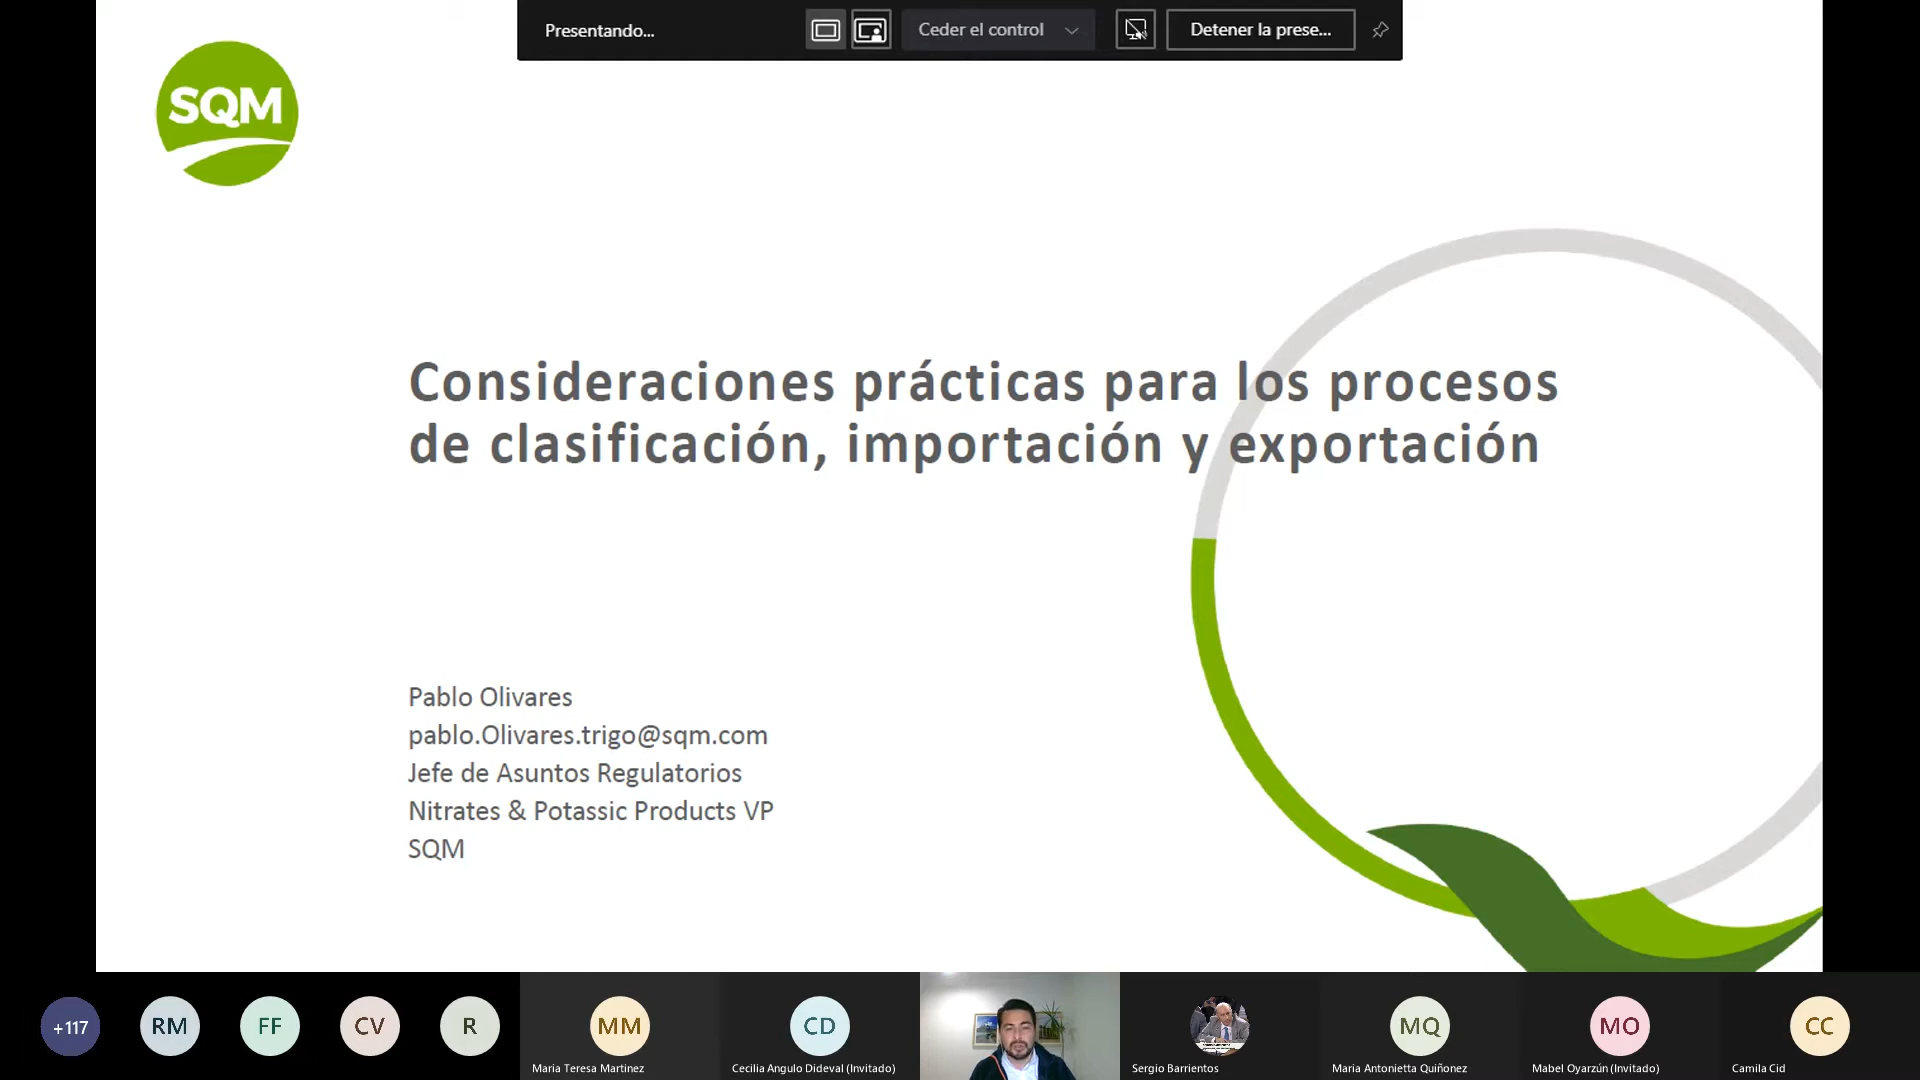 Presentando...
Ceder el control
Detener la prese...
SQM
Consideraciones prácticas para los procesos
de clasificación, importación y exportación
Pablo Olivares
pablo.Olivares.trigo@sqm.com
Jefe de Asuntos Regulatorios
Nitrates & Potassic Products VP
SQM
+117
RM
FF
CV
R
MM
CD
MQ
MO
CC
Maria Teresa Martinez
Cecilia Angulo Dideval (Invitado)
Sergio Barrientos
Maria Antonietta Quiñonez
Mabel Oyarzún (Invitado)
Camila Cid